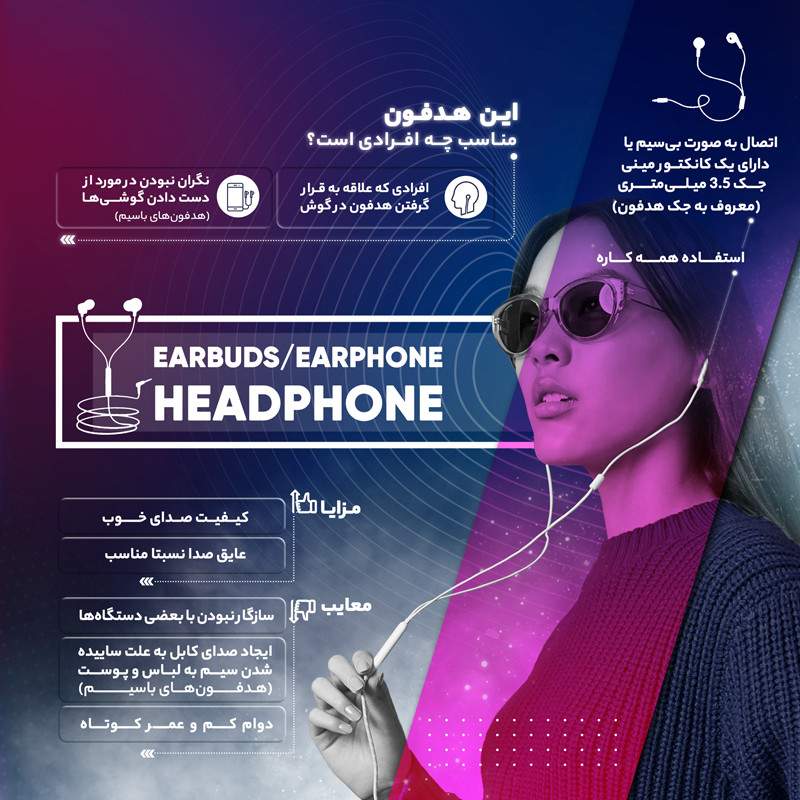 اتصال به صورت بی‌سیم یا
دارای یک کانکتور مینی
جک 3.5 میلی‌متری
(معروف به جک هدفون)
استفاده همه کاره
این هدفون
مناسب چه افرادی است؟
افرادی که علاقه به قرار
گرفتن هدفون در گوش
نگران نبودن در مورد از
دست دادن گوشی‌ها
(هدفون‌های باسیم)
EARBUDS/EARPHONE
HEADPHONE
مزایا
کیفیت صدای خوب
عایق صدا نسبتا مناسب
معایب
سازگار نبودن با بعضی دستگاه‌ها
ایجاد صدای کابل به علت ساییده
شدن سیم به لباس و پوست
(هدفون‌های باسیم)
دوام کم و عمر کوتاه